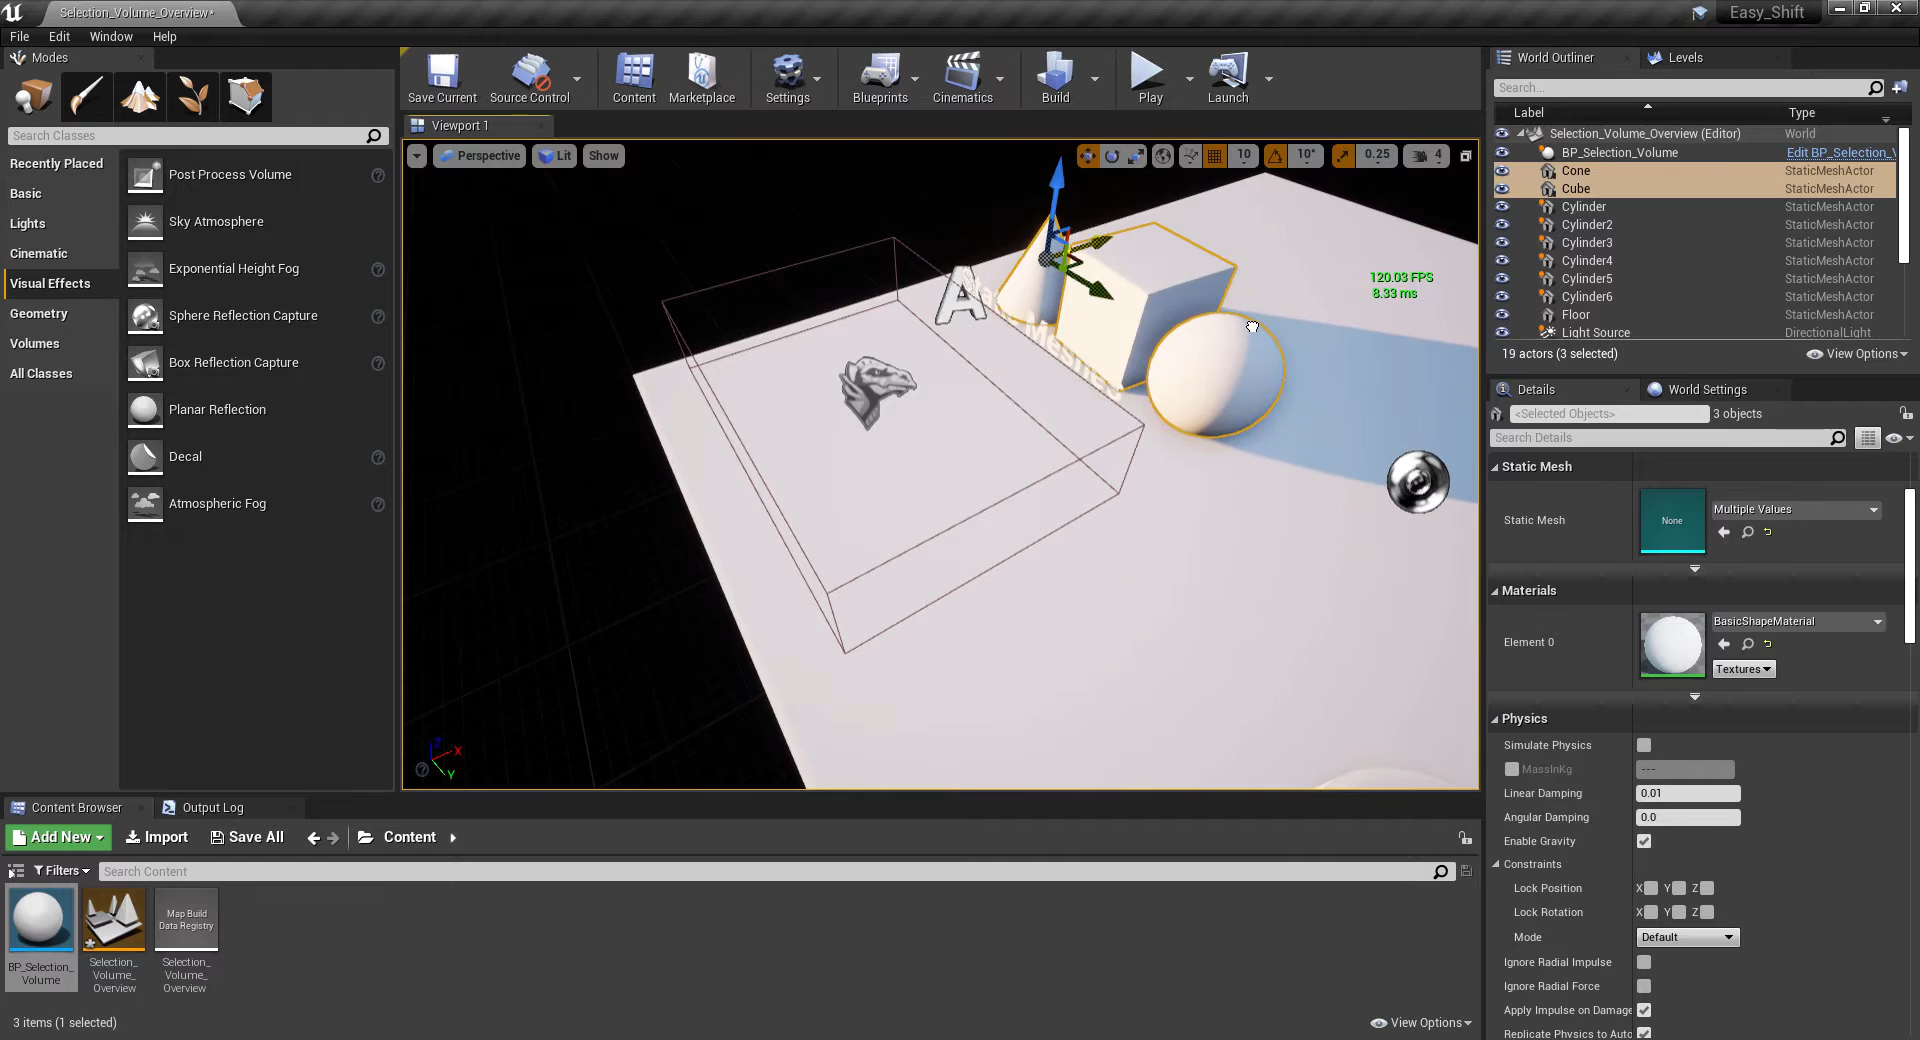 Selection_Volume_Overview*
Easy_Shift
File Edit Window Help
Modes
Search Classes
Recently Placed
Basic
Lights
Cinematic
Visual Effects
Geometry
Volumes
All Classes
Post Process Volume
Sky Atmosphere
Exponential Height Fog
Sphere Reflection Capture
Box Reflection Capture
Planar Reflection
Decal
Atmospheric Fog
Save Current Source Control Content Marketplace Settings Blueprints Cinematics Build Play Launch
Viewport 1
Perspective Lit Show
10 10° 0.25 4
A
120.03 FPS
8.33 ms
Z X
Y
World Outliner Levels
Search...
Label Type
Selection_Volume_Overview (Editor) World
BP_Selection_Volume Edit BP_Selection_V
Cone StaticMeshActor
Cube StaticMeshActor
Cylinder StaticMeshActor
Cylinder2 StaticMeshActor
Cylinder3 StaticMeshActor
Cylinder4 StaticMeshActor
Cylinder5 StaticMeshActor
Cylinder6 StaticMeshActor
Floor StaticMeshActor
Light Source DirectionalLight
19 actors (3 selected) View Options
Details World Settings
<Selected Objects> 3 objects
Search Details
Static Mesh
Static Mesh None Multiple Values
Materials
Element 0 BasicShapeMaterial
Textures
Physics
Simulate Physics
MassInKg ---
Linear Damping 0.01
Angular Damping 0.0
Enable Gravity
Constraints
Lock Position X Y Z
Lock Rotation X Y Z
Mode Default
Ignore Radial Impulse
Ignore Radial Force
Apply Impulse on Damage
Replicate Physics to Auto
Content Browser Output Log
Add New Import Save All Content
Filters Search Content
Map Build
Data Registry
BP_Selection_
Volume
Selection_
Volume_
Overview
Selection_
Volume_
Overview
3 items (1 selected) View Options